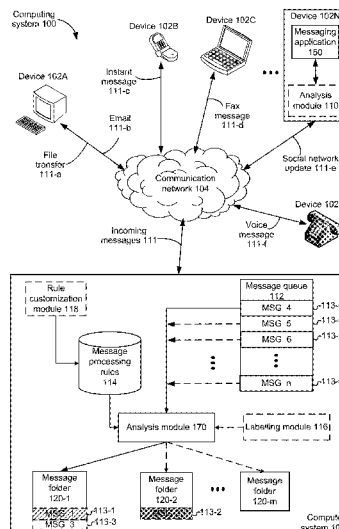 Computing
system 100
Device 102A
Device 102B
Device 102C
Device 102N
Messaging
application
150
Analysis
module 110
Instant
message
111-c
Fax
message
111-d
Email
111-b
File
transfer
111-a
Social network
update 111-e
Communication
network 104
Device 102
Voice
message
111-f
Incoming
messages 111
Rule
customization
module 118
Message queue
112
MSG 4
MSG 5
MSG 6
MSG n
Message
processing
rules
114
Analysis module 170
Labelling module 116
Message
folder
120-1
Message
folder
120-2
Message
folder
120-m
MSG 1
MSG 3
113-1
113-3
113-2